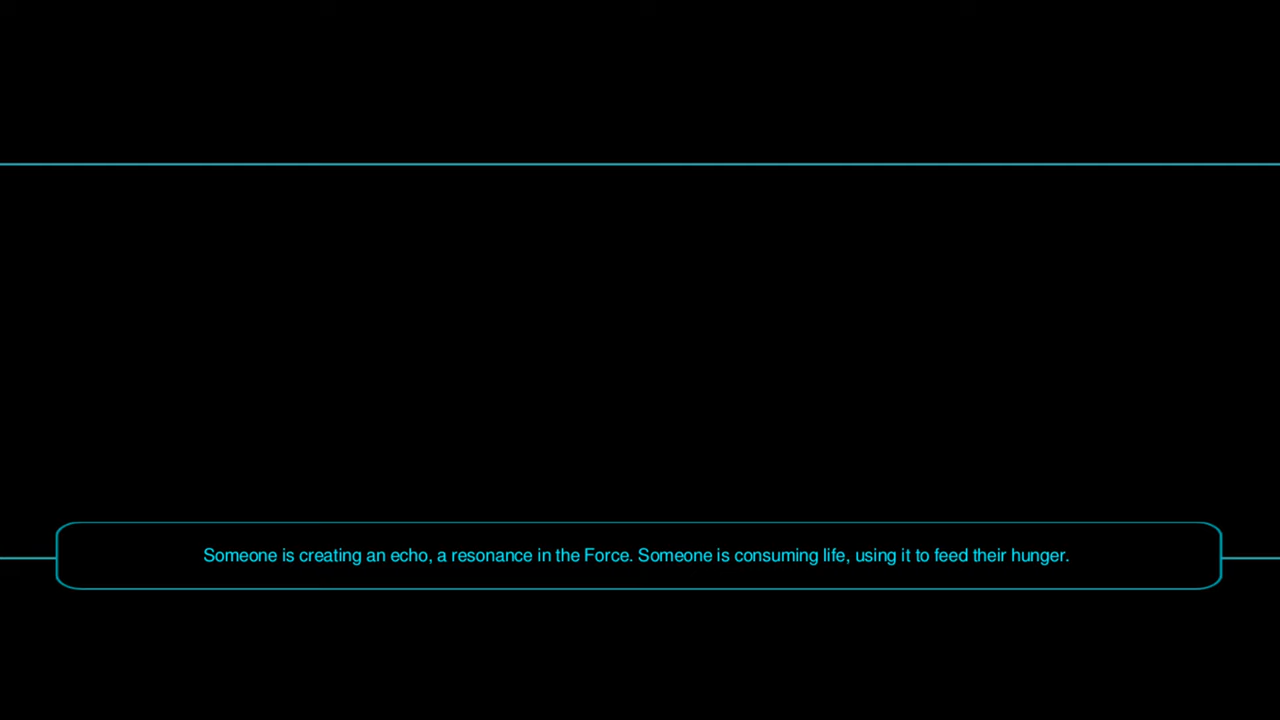 Someone is creating an echo, a resonance in the Force. Someone is consuming life, using it to feed their hunger.